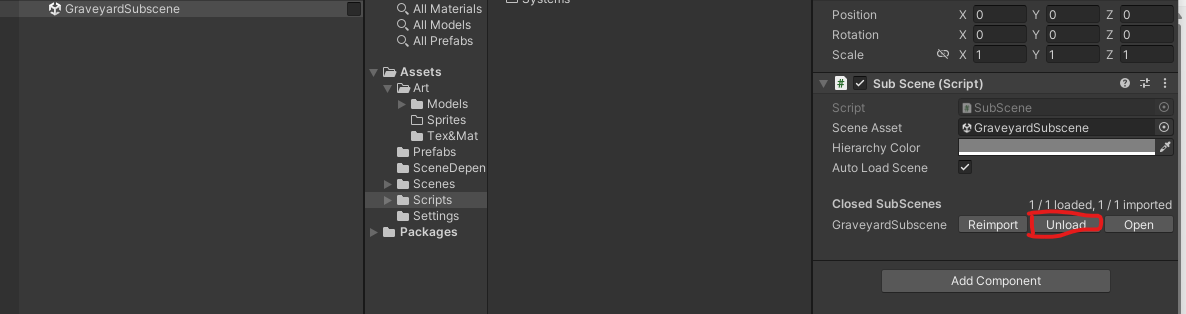 GraveyardSubscene
All Materials
All Models
All Prefabs
Assets
Art
Models
Sprites
Tex&Mat
Prefabs
SceneDepen
Scenes
Scripts
Settings
Packages
Systems
Position X 0 Y 0 Z 0
Rotation X 0 Y 0 Z 0
Scale X 1 Y 1 Z 1
# Sub Scene (Script)
Script SubScene
Scene Asset GraveyardSubscene
Hierarchy Color
Auto Load Scene
Closed SubScenes 1 / 1 loaded, 1 / 1 imported
GraveyardSubscene Reimport Unload Open
Add Component